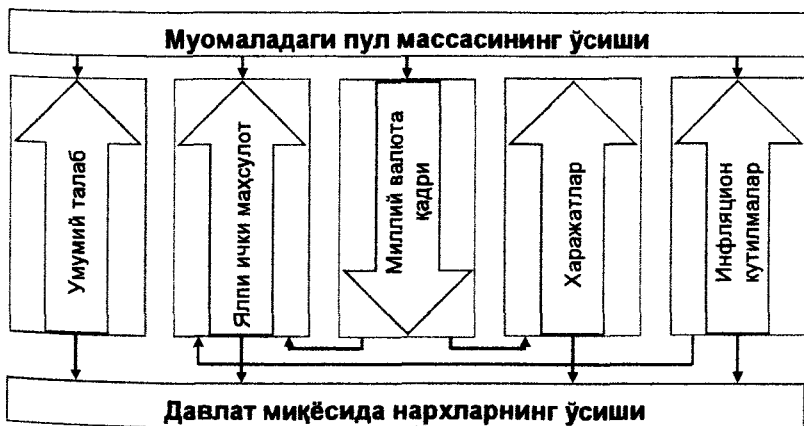 Муомаладаги пул массасининг ўсиши
Умумий талаб
Ялпи ички маҳсулот
Миллий валюта
қадри
Харажатлар
Инфляцион
кутилмалар
Давлат миқёсида нархларнинг ўсиши